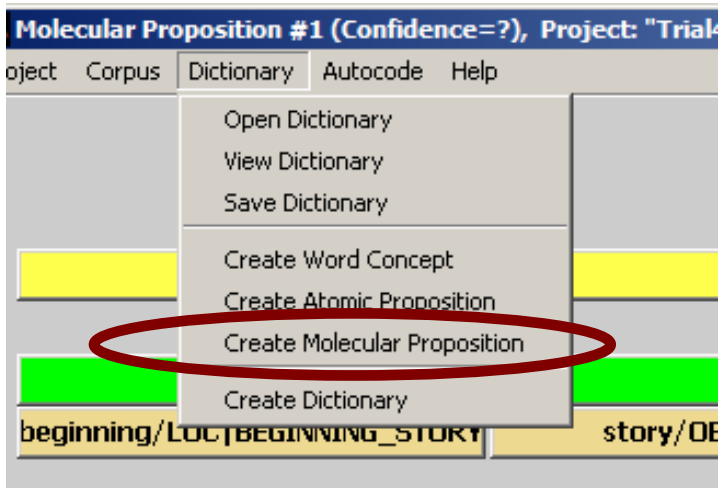 Molecular Proposition #1 (Confidence=?), Project: "Trial4
oject Corpus Dictionary Autocode Help
Open Dictionary
View Dictionary
Save Dictionary
Create Word Concept
Create Atomic Proposition
Create Molecular Proposition
Create Dictionary
beginning/LOC|BEGINNING_STORY story/OB